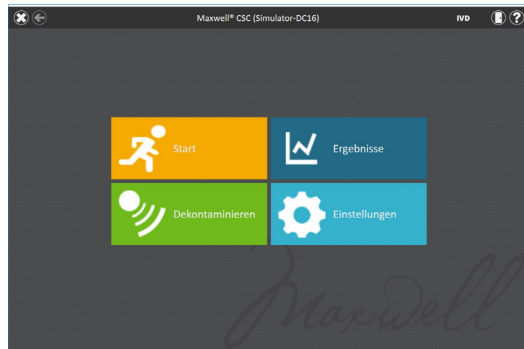 Maxwell® CSC (Simulator-DC16)
IVD
?
Start
Ergebnisse
Dekontaminieren
Einstellungen
Maxwell